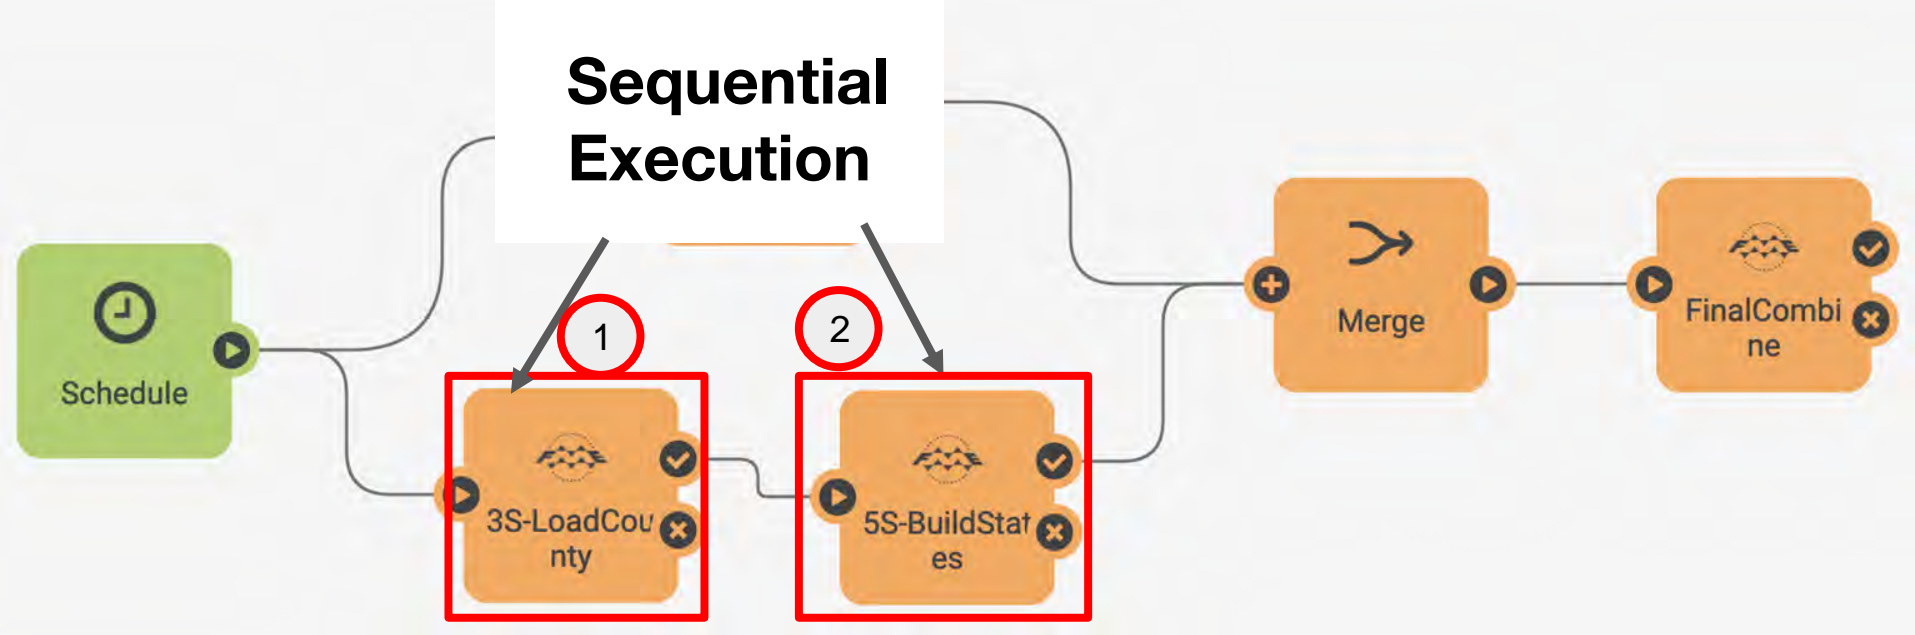 Sequential
Execution
1
2
Schedule
3S-LoadCou
nty
5S-BuildStat
es
Merge
FinalCombi
ne